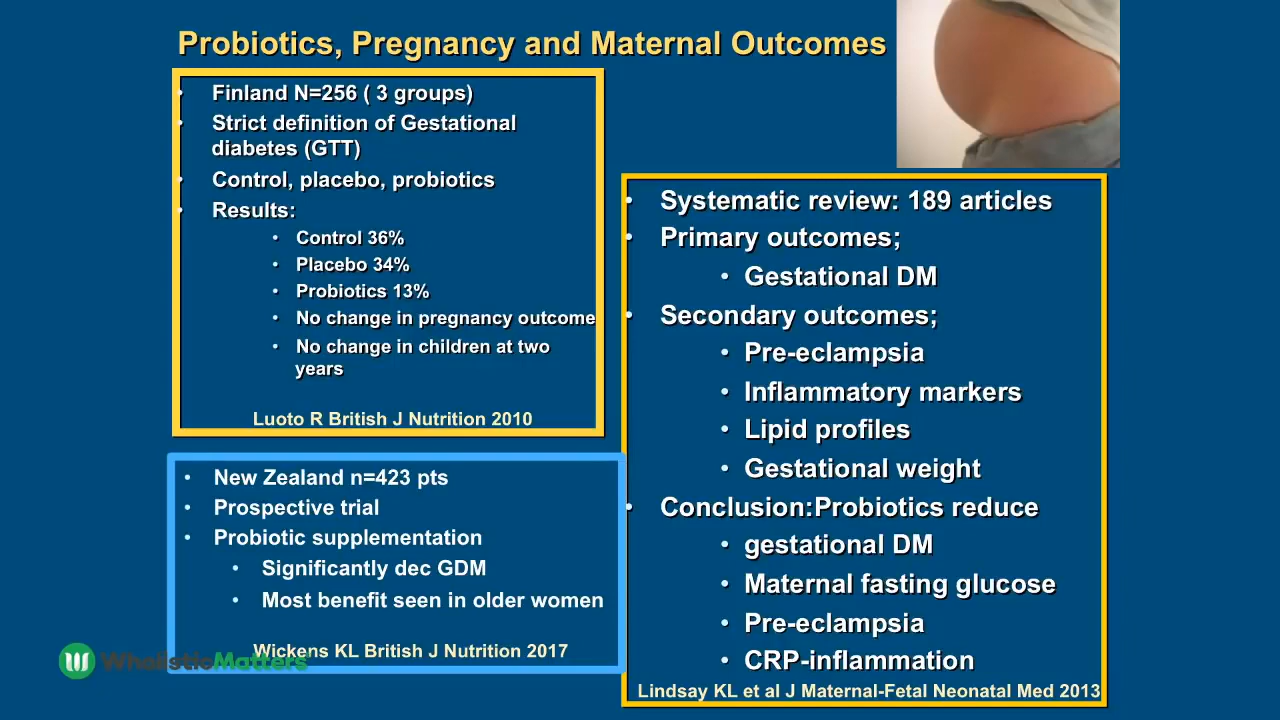 Probiotics, Pregnancy and Maternal Outcomes
• Finland N=256 ( 3 groups)
• Strict definition of Gestational
diabetes (GTT)
• Control, placebo, probiotics
• Results:
• Control 36%
• Placebo 34%
• Probiotics 13%
• No change in pregnancy outcome
• No change in children at two
years
Luoto R British J Nutrition 2010
• New Zealand n=423 pts
• Prospective trial
• Probiotic supplementation
• Significantly dec GDM
• Most benefit seen in older women
Wickens KL British J Nutrition 2017
WholisticMatters
• Systematic review: 189 articles
• Primary outcomes;
• Gestational DM
• Secondary outcomes;
• Pre-eclampsia
• Inflammatory markers
• Lipid profiles
• Gestational weight
• Conclusion:Probiotics reduce
• gestational DM
• Maternal fasting glucose
• Pre-eclampsia
• CRP-inflammation
Lindsay KL et al J Maternal-Fetal Neonatal Med 2013